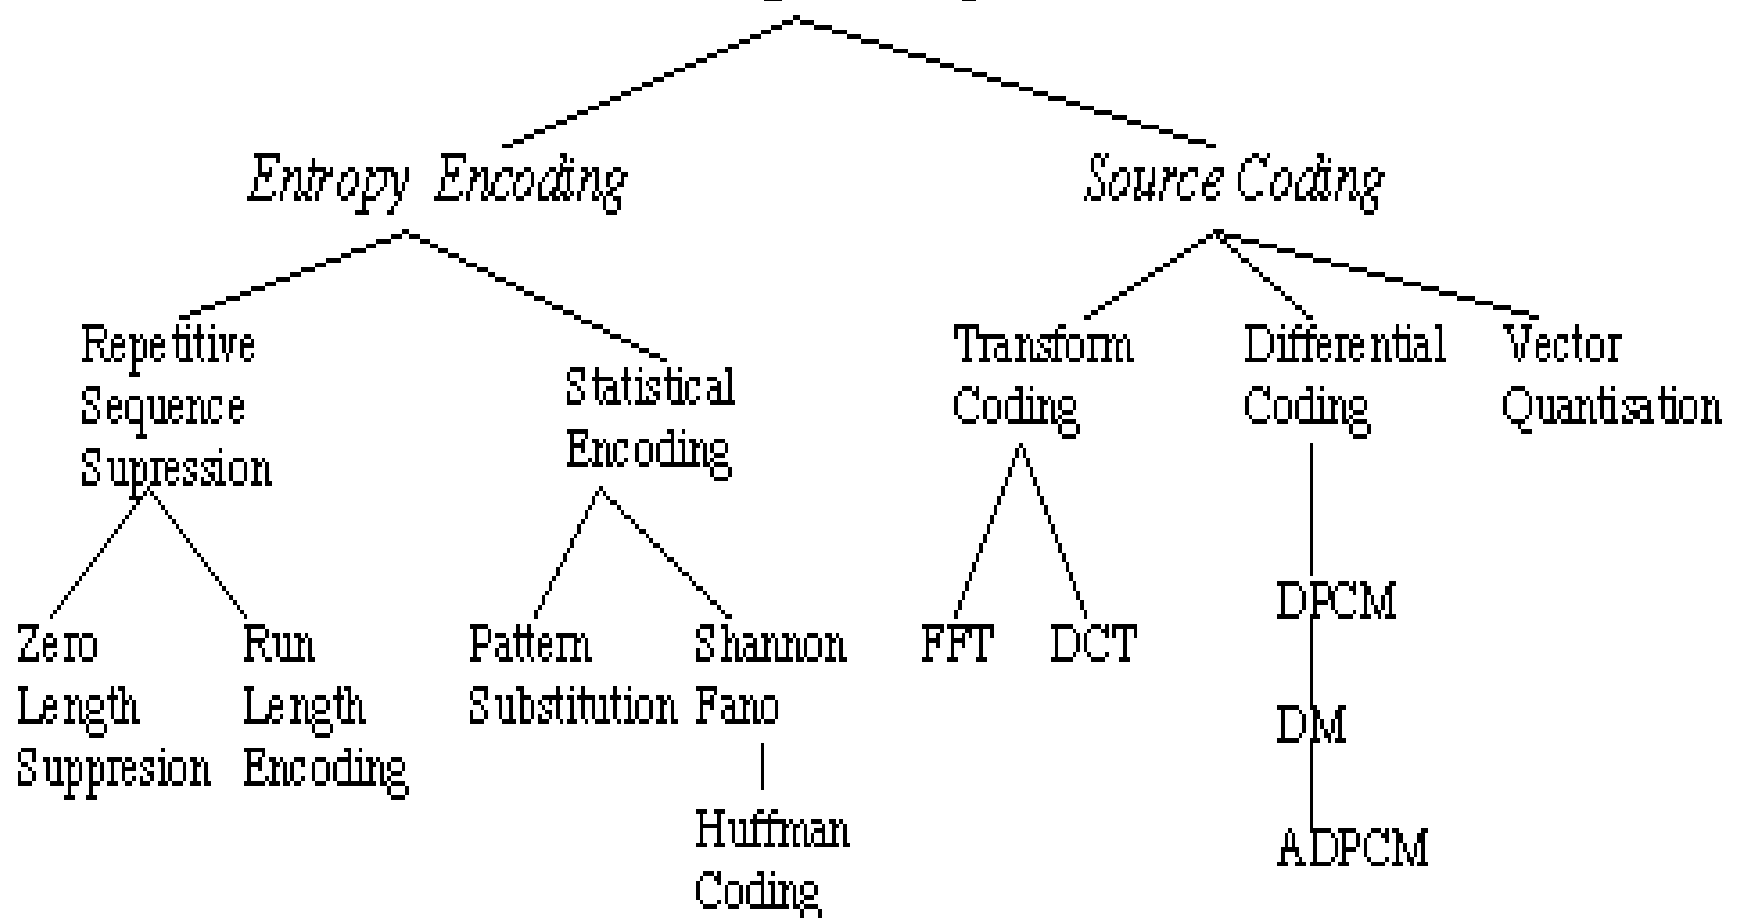 Entropy Encoding
Source Coding
Repetitive
Sequence
Supression
Statistical
Encoding
Transform
Coding
Differential
Coding
Vector
Quantisation
Zero
Length
Suppresion
Run
Length
Encoding
Pattern
Substitution
Shannon
Fano
Huffman
Coding
FFT
DCT
DPCM
DM
ADPCM